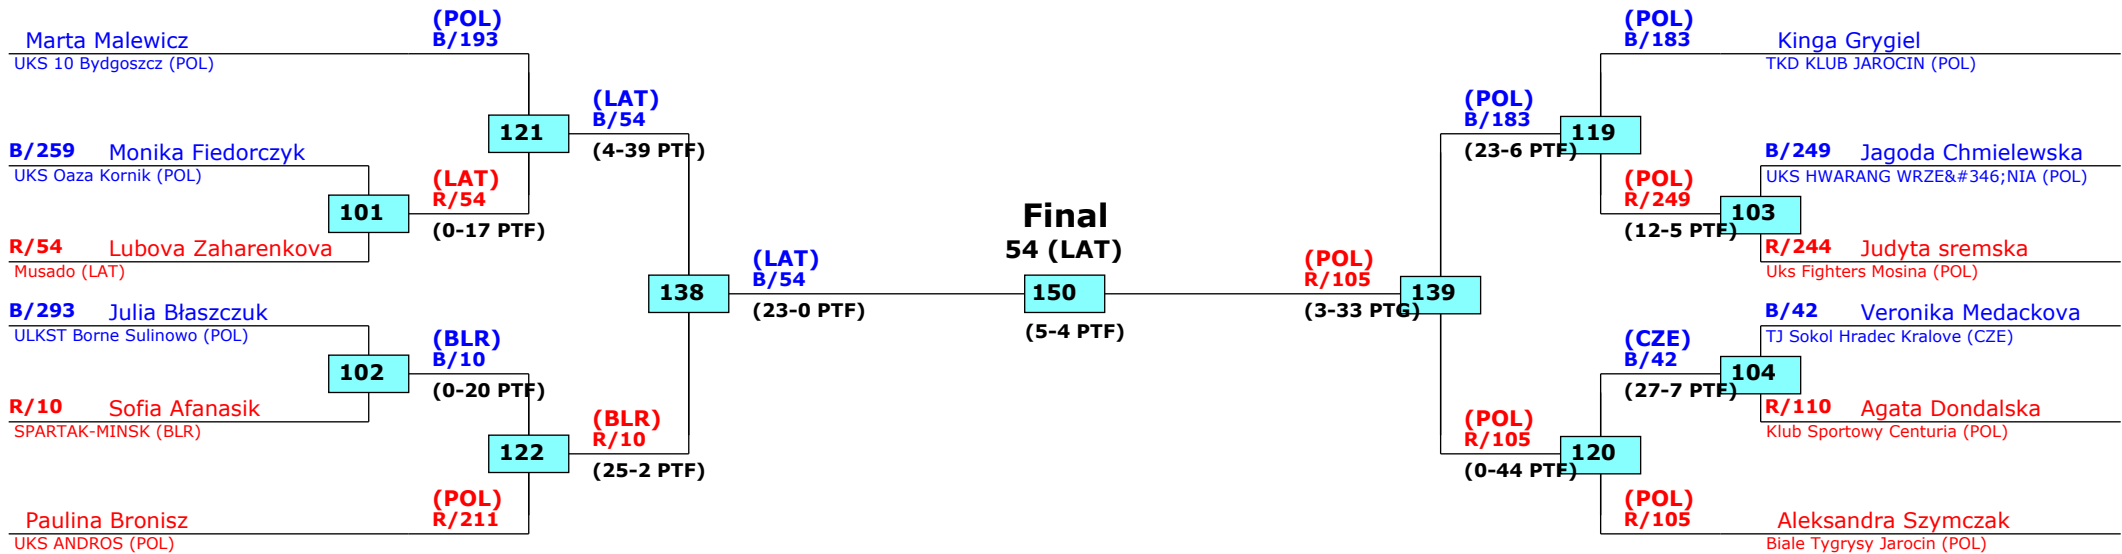 (POL)
B/193
Marta Malewicz
UKS 10 Bydgoszcz (POL)
121
(LAT)
B/54
(4-39 PTF)
B/259 Monika Fiedorczyk
UKS Oaza Kornik (POL)
101
(LAT)
R/54
(0-17 PTF)
R/54 Lubova Zaharenkova
Musado (LAT)
138
(LAT)
B/54
(23-0 PTF)
B/293 Julia Błaszczuk
ULKST Borne Sulinowo (POL)
102
(BLR)
B/10
(0-20 PTF)
R/10 Sofia Afanasik
SPARTAK-MINSK (BLR)
122
(BLR)
R/10
(25-2 PTF)
(POL)
R/211
Paulina Bronisz
UKS ANDROS (POL)
Final
54 (LAT)
150
(5-4 PTF)
(POL)
R/105
(3-33 PTG)
139
(POL)
B/183
(23-6 PTF)
119
(POL)
B/183
Kinga Grygiel
TKD KLUB JAROCIN (POL)
B/249 Jagoda Chmielewska
UKS HWARANG WRZE&#346;NIA (POL)
(POL)
R/249
(12-5 PTF)
103
R/244 Judyta sremska
Uks Fighters Mosina (POL)
B/42 Veronika Medackova
TJ Sokol Hradec Kralove (CZE)
(CZE)
B/42
(27-7 PTF)
104
R/110 Agata Dondalska
Klub Sportowy Centuria (POL)
(POL)
R/105
(0-44 PTF)
120
(POL)
R/105
Aleksandra Szymczak
Biale Tygrysy Jarocin (POL)